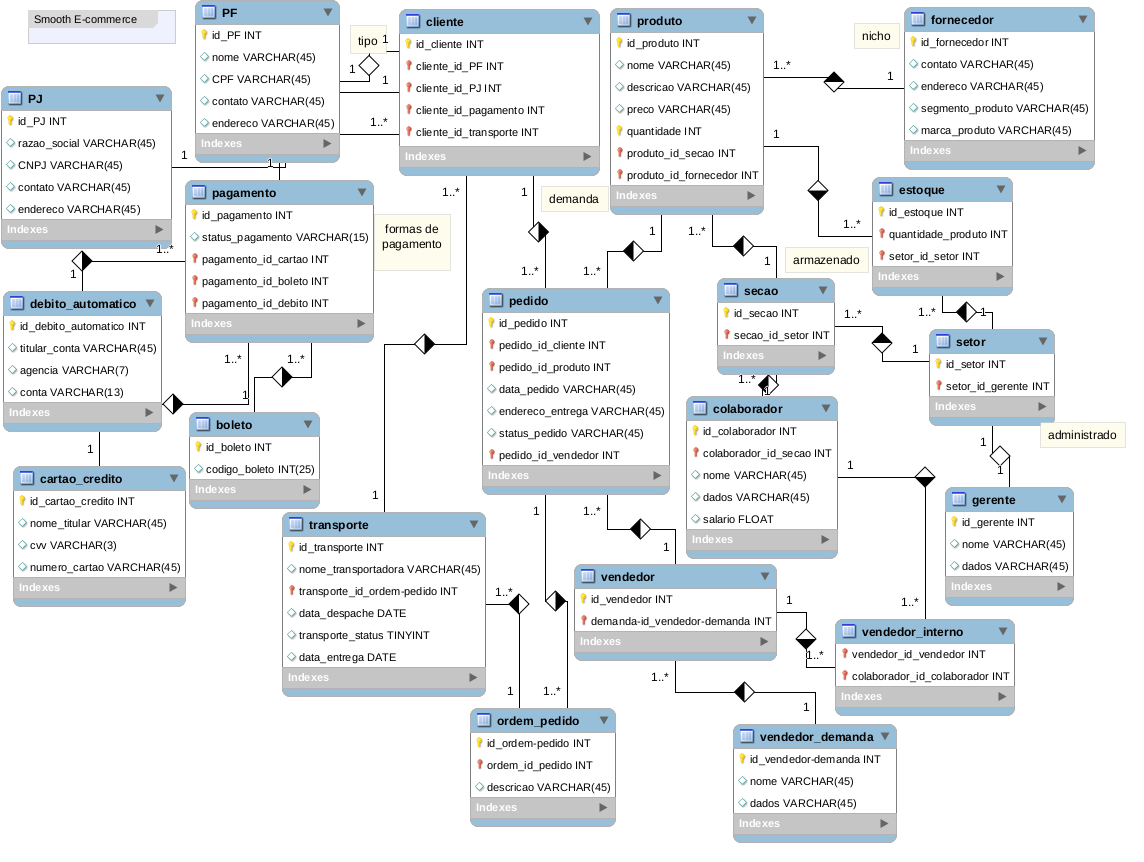 Smooth E-commerce
PF
id_PF INT
nome VARCHAR(45)
CPF VARCHAR(45)
contato VARCHAR(45)
endereco VARCHAR(45)
Indexes
tipo
1
1
1
1..*
cliente
id_cliente INT
cliente_id_PF INT
cliente_id_PJ INT
cliente_id_pagamento INT
cliente_id_transporte INT
Indexes
produto
id_produto INT
nome VARCHAR(45)
descricao VARCHAR(45)
preco VARCHAR(45)
quantidade INT
produto_id_secao INT
produto_id_fornecedor INT
Indexes
nicho
1..*
1
fornecedor
id_fornecedor INT
contato VARCHAR(45)
endereco VARCHAR(45)
segmento_produto VARCHAR(45)
marca_produto VARCHAR(45)
Indexes
PJ
id_PJ INT
razao_social VARCHAR(45)
CNPJ VARCHAR(45)
contato VARCHAR(45)
endereco VARCHAR(45)
Indexes
1
1
pagamento
id_pagamento INT
status_pagamento VARCHAR(15)
pagamento_id_cartao INT
pagamento_id_boleto INT
pagamento_id_debito INT
Indexes
formas de
pagamento
1..*
1
demanda
1..*
1
1..*
1
1..*
1..*
1
armazenado
1
1..*
estoque
id_estoque INT
quantidade_produto INT
setor_id_setor INT
Indexes
debito_automatico
id_debito_automatico INT
titular_conta VARCHAR(45)
agencia VARCHAR(7)
conta VARCHAR(13)
Indexes
1..*
1..*
1
1
pedido
id_pedido INT
pedido_id_cliente INT
pedido_id_produto INT
data_pedido VARCHAR(45)
endereco_entrega VARCHAR(45)
status_pedido VARCHAR(45)
pedido_id_vendedor INT
Indexes
secao
id_secao INT
secao_id_setor INT
Indexes
1..*
1
1..*
1
setor
id_setor INT
setor_id_gerente INT
Indexes
administrado
1
1
1..*
1
boleto
id_boleto INT
codigo_boleto INT(25)
Indexes
colaborador
id_colaborador INT
colaborador_id_secao INT
nome VARCHAR(45)
dados VARCHAR(45)
salario FLOAT
Indexes
1
1..*
cartao_credito
id_cartao_credito INT
nome_titular VARCHAR(45)
cvv VARCHAR(3)
numero_cartao VARCHAR(45)
Indexes
gerente
id_gerente INT
nome VARCHAR(45)
dados VARCHAR(45)
Indexes
1
transporte
id_transporte INT
nome_transportadora VARCHAR(45)
transporte_id_ordem-pedido INT
data_despache DATE
transporte_status TINYINT
data_entrega DATE
Indexes
1..*
1
1
1..*
1..*
1
vendedor
id_vendedor INT
demanda-id_vendedor-demanda INT
Indexes
1
1..*
vendedor_interno
vendedor_id_vendedor INT
colaborador_id_colaborador INT
Indexes
1..*
1
ordem_pedido
id_ordem-pedido INT
ordem_id_pedido INT
descricao VARCHAR(45)
Indexes
vendedor_demanda
id_vendedor-demanda INT
nome VARCHAR(45)
dados VARCHAR(45)
Indexes